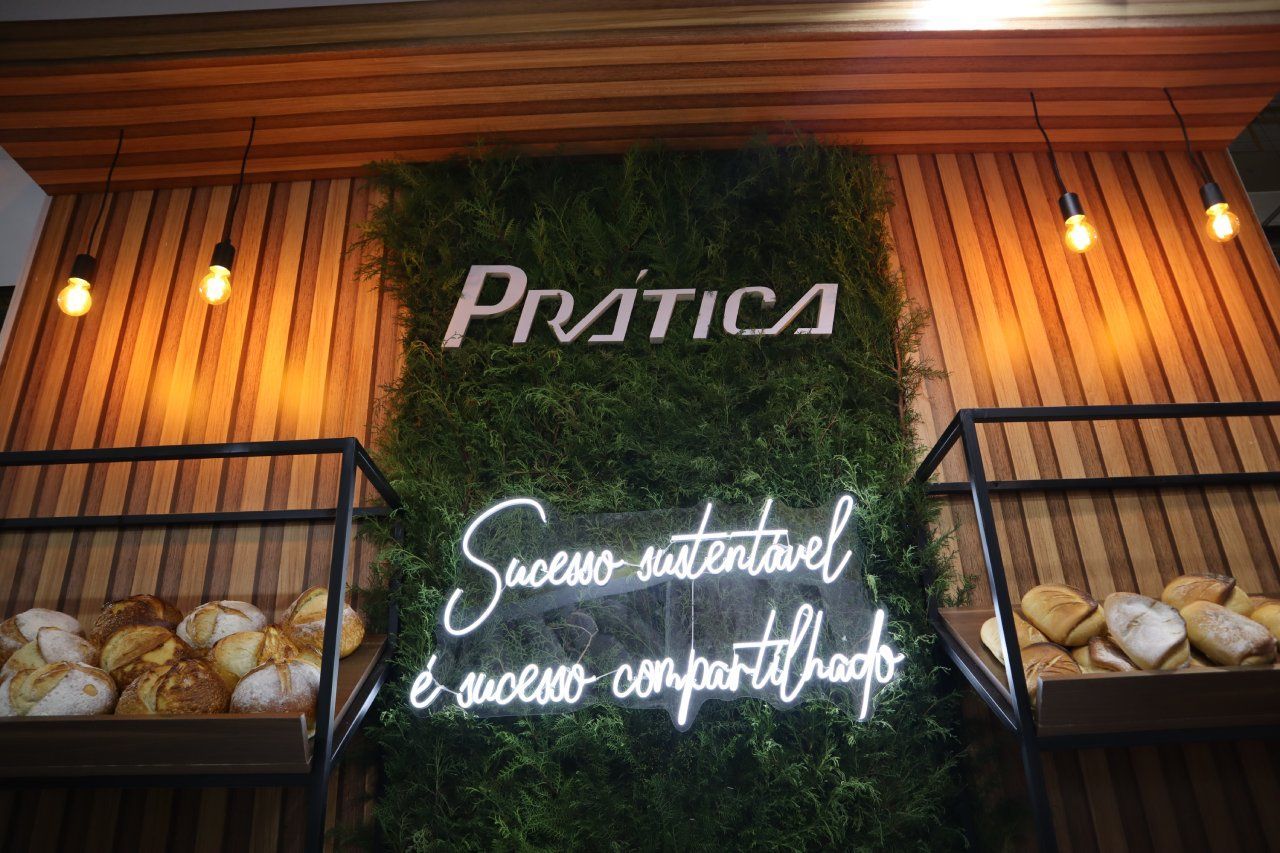 PRÁTICA
Sucesso sustentável
é sucesso compartilhado